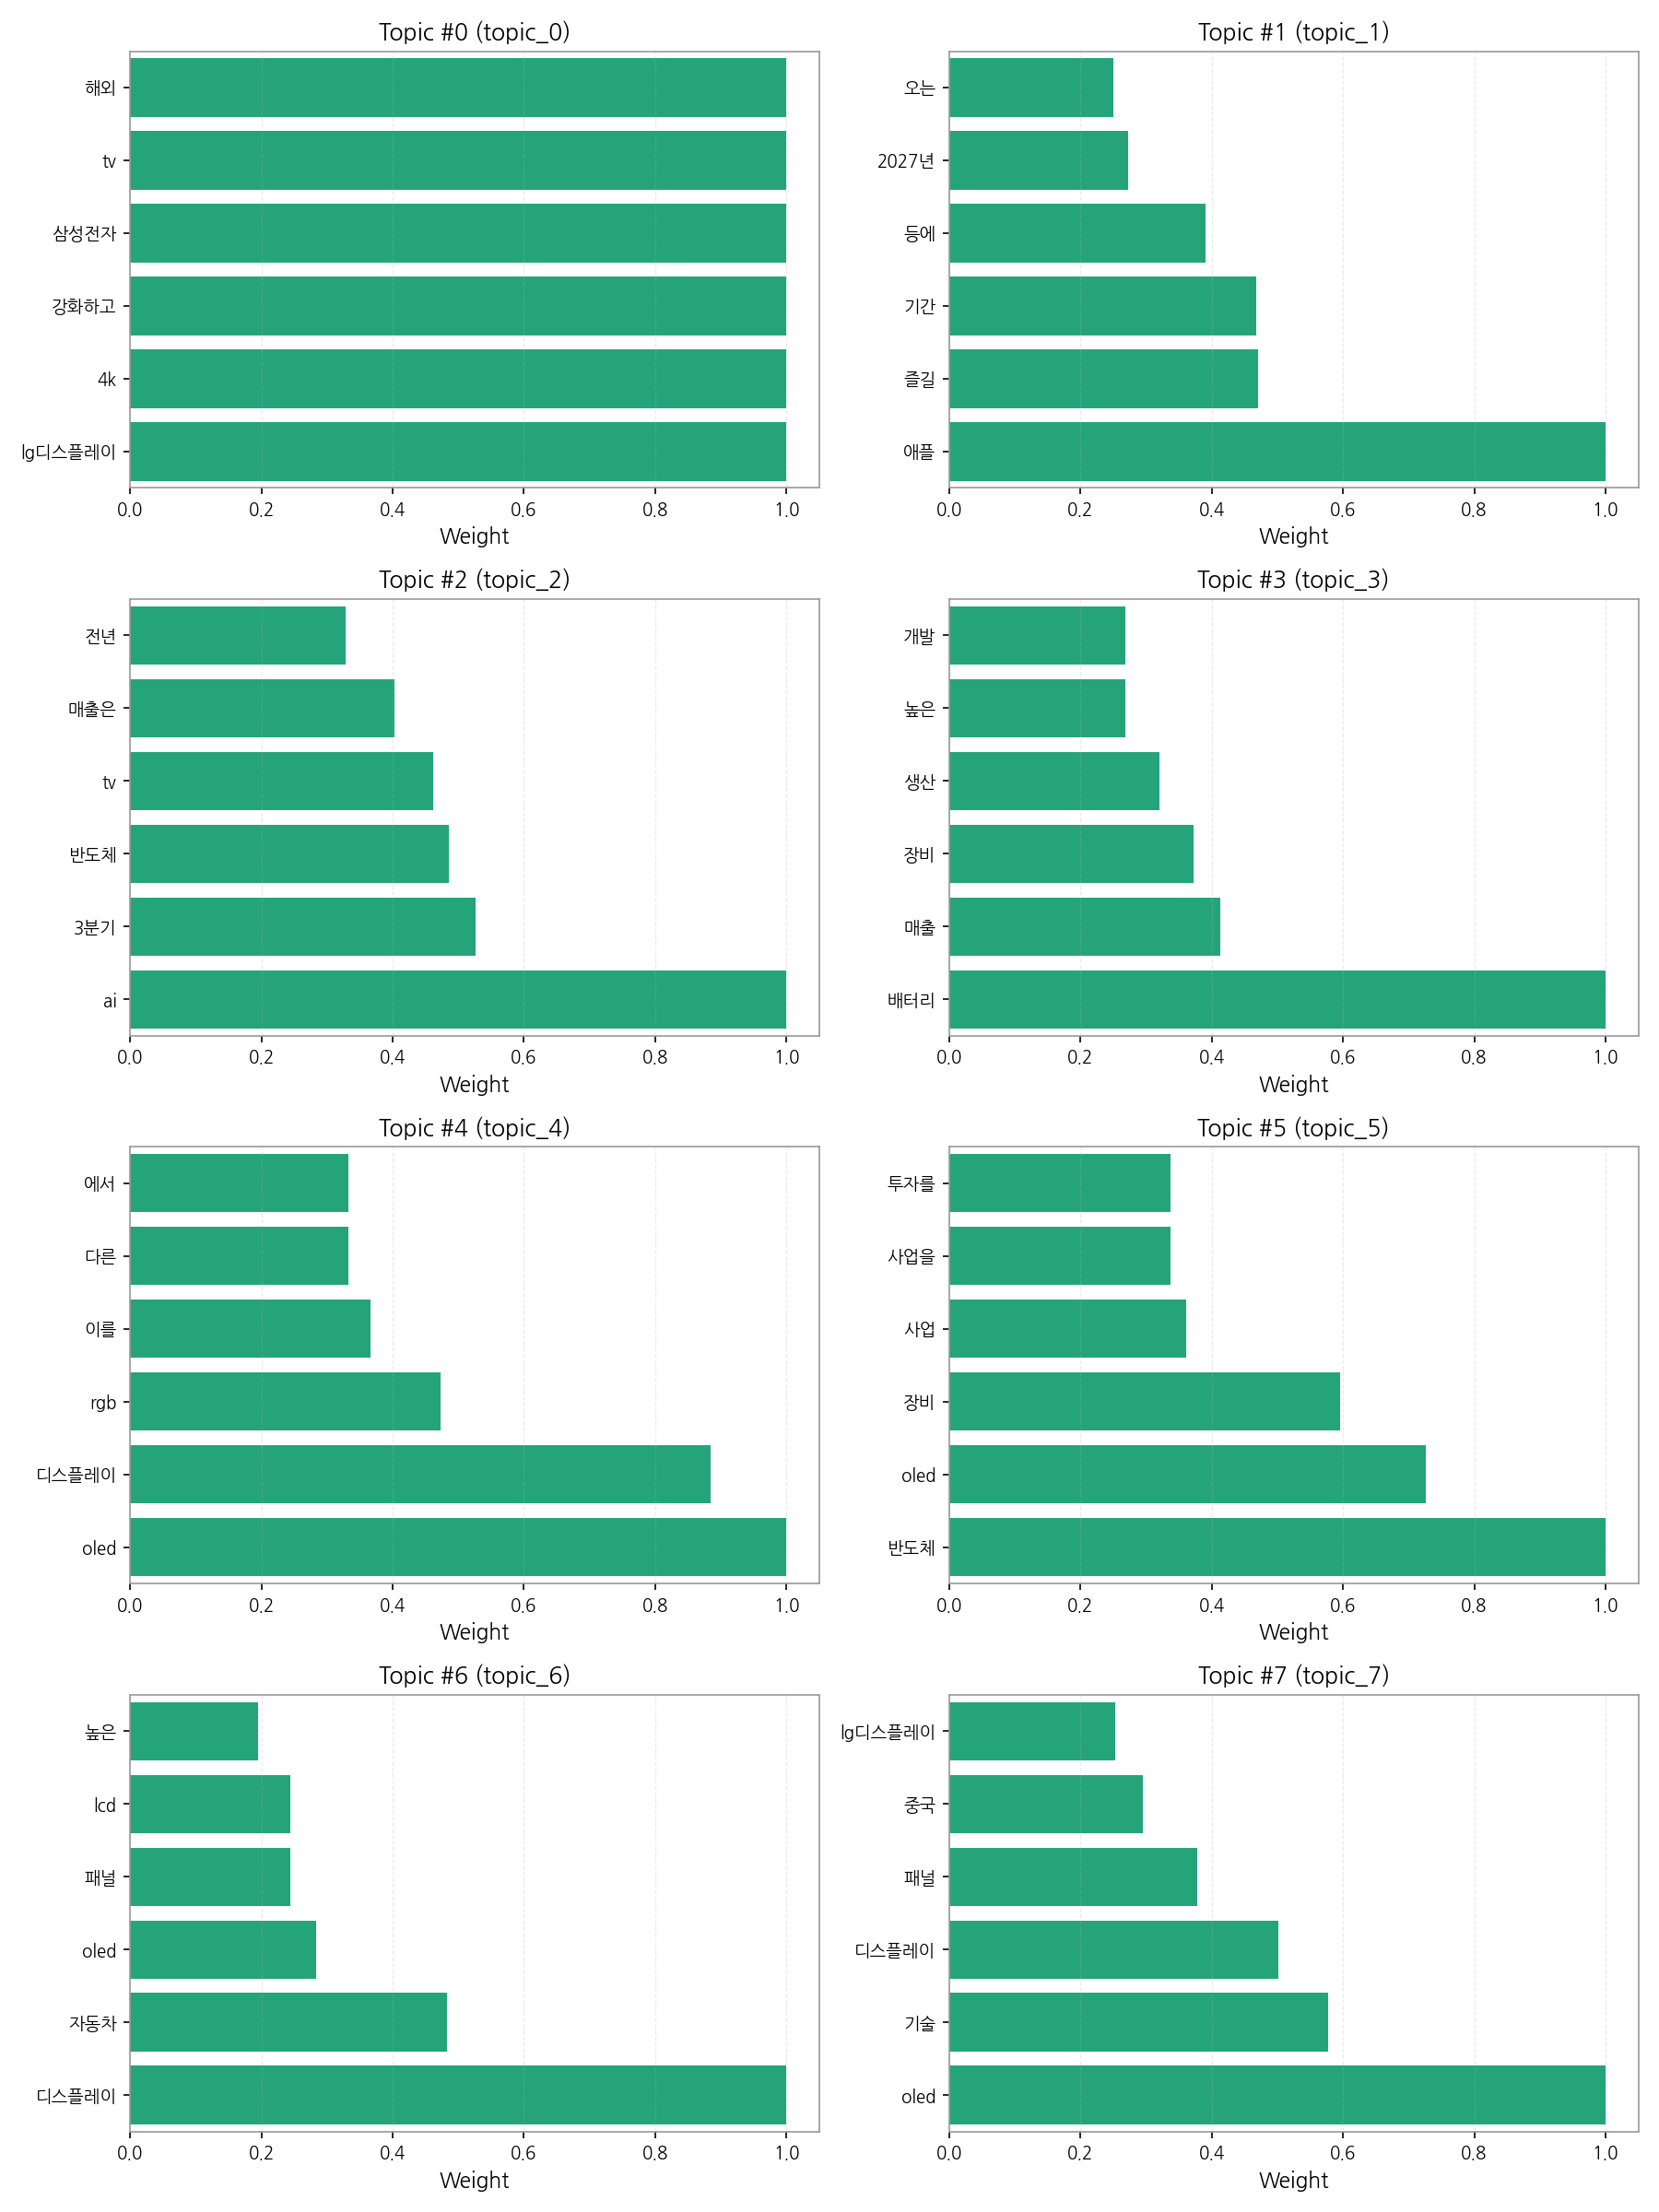 Topic #0 (topic_0)
해외
tv
삼성전자
강화하고
4k
lg디스플레이
0.0 0.2 0.4 0.6 0.8 1.0
Weight
Topic #1 (topic_1)
오는
2027년
등에
기간
즐길
애플
0.0 0.2 0.4 0.6 0.8 1.0
Weight
Topic #2 (topic_2)
전년
매출은
tv
반도체
3분기
ai
0.0 0.2 0.4 0.6 0.8 1.0
Weight
Topic #3 (topic_3)
개발
높은
생산
장비
매출
배터리
0.0 0.2 0.4 0.6 0.8 1.0
Weight
Topic #4 (topic_4)
에서
다른
이를
rgb
디스플레이
oled
0.0 0.2 0.4 0.6 0.8 1.0
Weight
Topic #5 (topic_5)
투자를
사업을
사업
장비
oled
반도체
0.0 0.2 0.4 0.6 0.8 1.0
Weight
Topic #6 (topic_6)
높은
lcd
패널
oled
자동차
디스플레이
0.0 0.2 0.4 0.6 0.8 1.0
Weight
Topic #7 (topic_7)
lg디스플레이
중국
패널
디스플레이
기술
oled
0.0 0.2 0.4 0.6 0.8 1.0
Weight